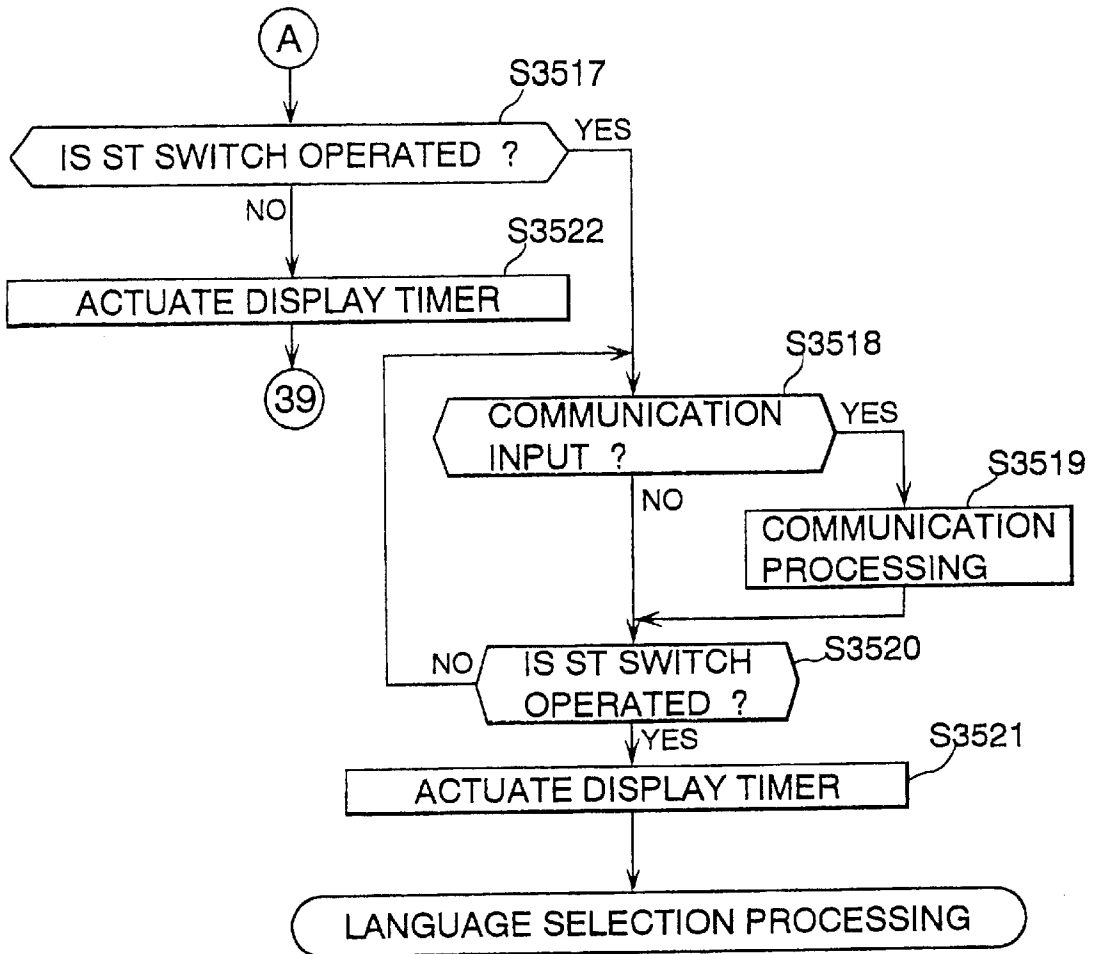 A
S3517
IS ST SWITCH OPERATED ?
YES
NO
S3522
ACTUATE DISPLAY TIMER
39
S3518
COMMUNICATION
INPUT ?
YES
NO
S3519
COMMUNICATION
PROCESSING
S3520
IS ST SWITCH
OPERATED ?
NO
YES
S3521
ACTUATE DISPLAY TIMER
LANGUAGE SELECTION PROCESSING